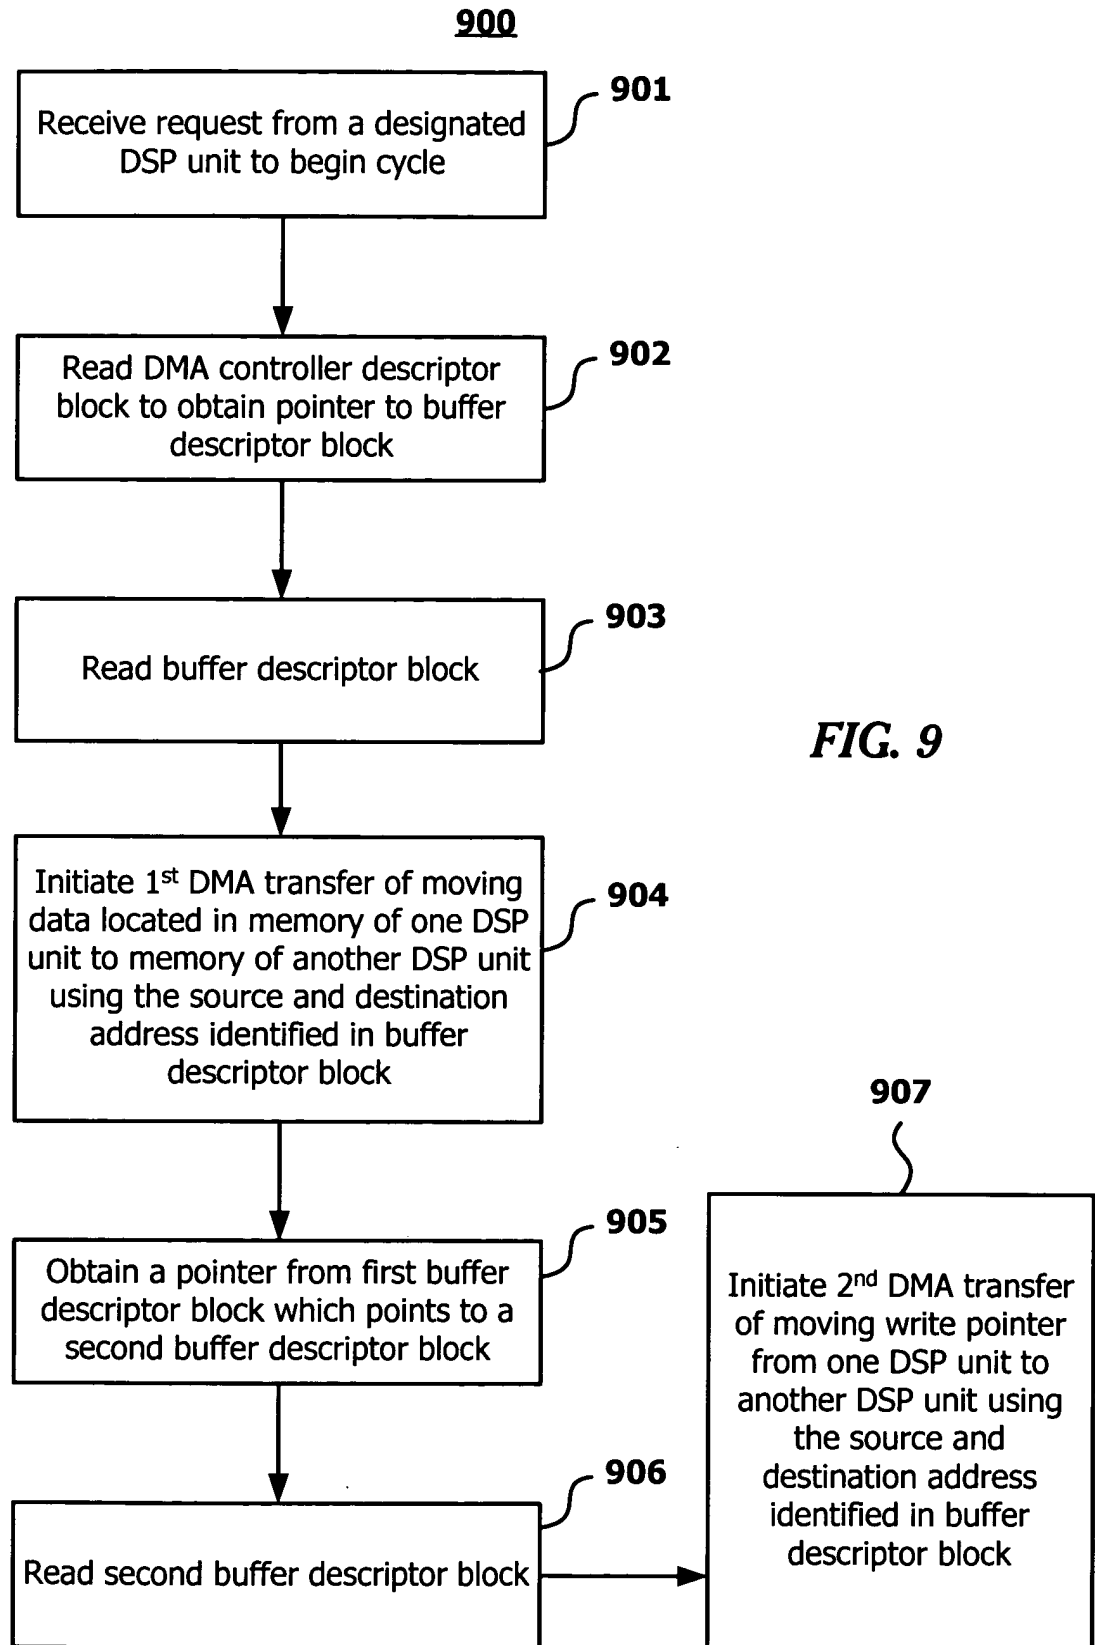 900
901
Receive request from a designated
DSP unit to begin cycle
902
Read DMA controller descriptor
block to obtain pointer to buffer
descriptor block
903
Read buffer descriptor block
FIG. 9
904
Initiate 1st DMA transfer of moving
data located in memory of one DSP
unit to memory of another DSP unit
using the source and destination
address identified in buffer
descriptor block
905
Obtain a pointer from first buffer
descriptor block which points to a
second buffer descriptor block
906
Read second buffer descriptor block
907
Initiate 2nd DMA transfer
of moving write pointer
from one DSP unit to
another DSP unit using
the source and
destination address
identified in buffer
descriptor block